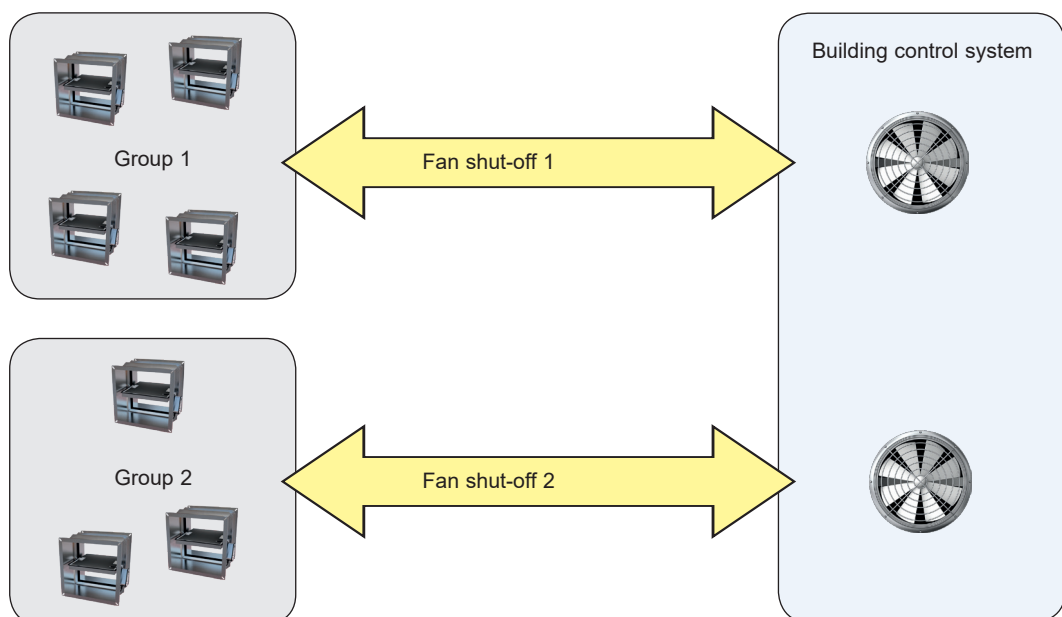 Building control system
Group 1
Fan shut-off 1
Group 2
Fan shut-off 2